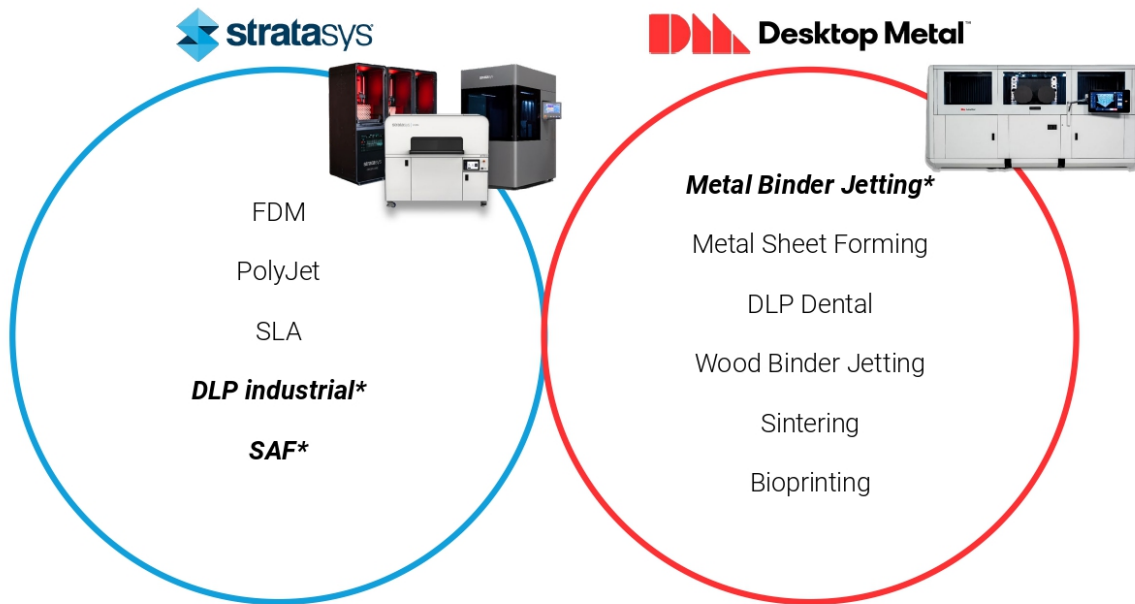 stratasys
Desktop Metal™
FDM
PolyJet
SLA
DLP industrial*
SAF*
Metal Binder Jetting*
Metal Sheet Forming
DLP Dental
Wood Binder Jetting
Sintering
Bioprinting